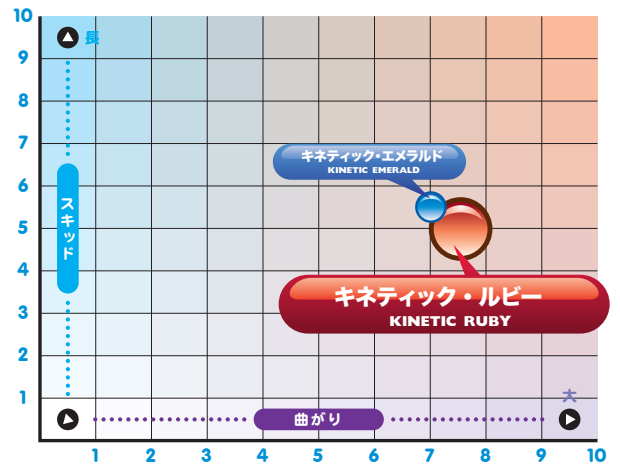 10
9
8
7
6
5
4
3
2
1
長
スキッド
キネティック・エメラルド
KINETIC EMERALD
キネティック・ルビー
KINETIC RUBY
大
曲がり
1 2 3 4 5 6 7 8 9 10